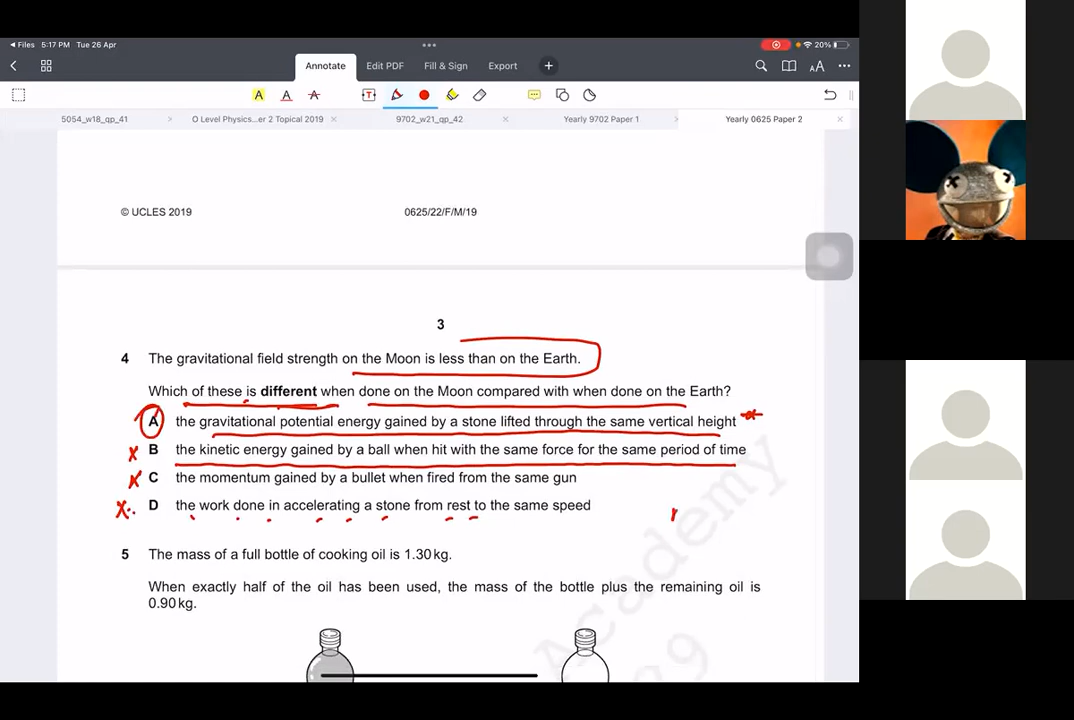 Files 5:17 PM Tue 26 Apr 20%
Annotate Edit PDF Fill & Sign Export
A A A T AA
5054_w18_qp_41 O Level Physics...er 2 Topical 2019 9702_w21_qp_42 Yearly 9702 Paper 1 Yearly 0625 Paper 2
© UCLES 2019 0625/22/F/M/19
3
4 The gravitational field strength on the Moon is less than on the Earth.
Which of these is different when done on the Moon compared with when done on the Earth?
A the gravitational potential energy gained by a stone lifted through the same vertical height
B the kinetic energy gained by a ball when hit with the same force for the same period of time
C the momentum gained by a bullet when fired from the same gun
D the work done in accelerating a stone from rest to the same speed
5 The mass of a full bottle of cooking oil is 1.30 kg.
When exactly half of the oil has been used, the mass of the bottle plus the remaining oil is
0.90 kg.
Academy